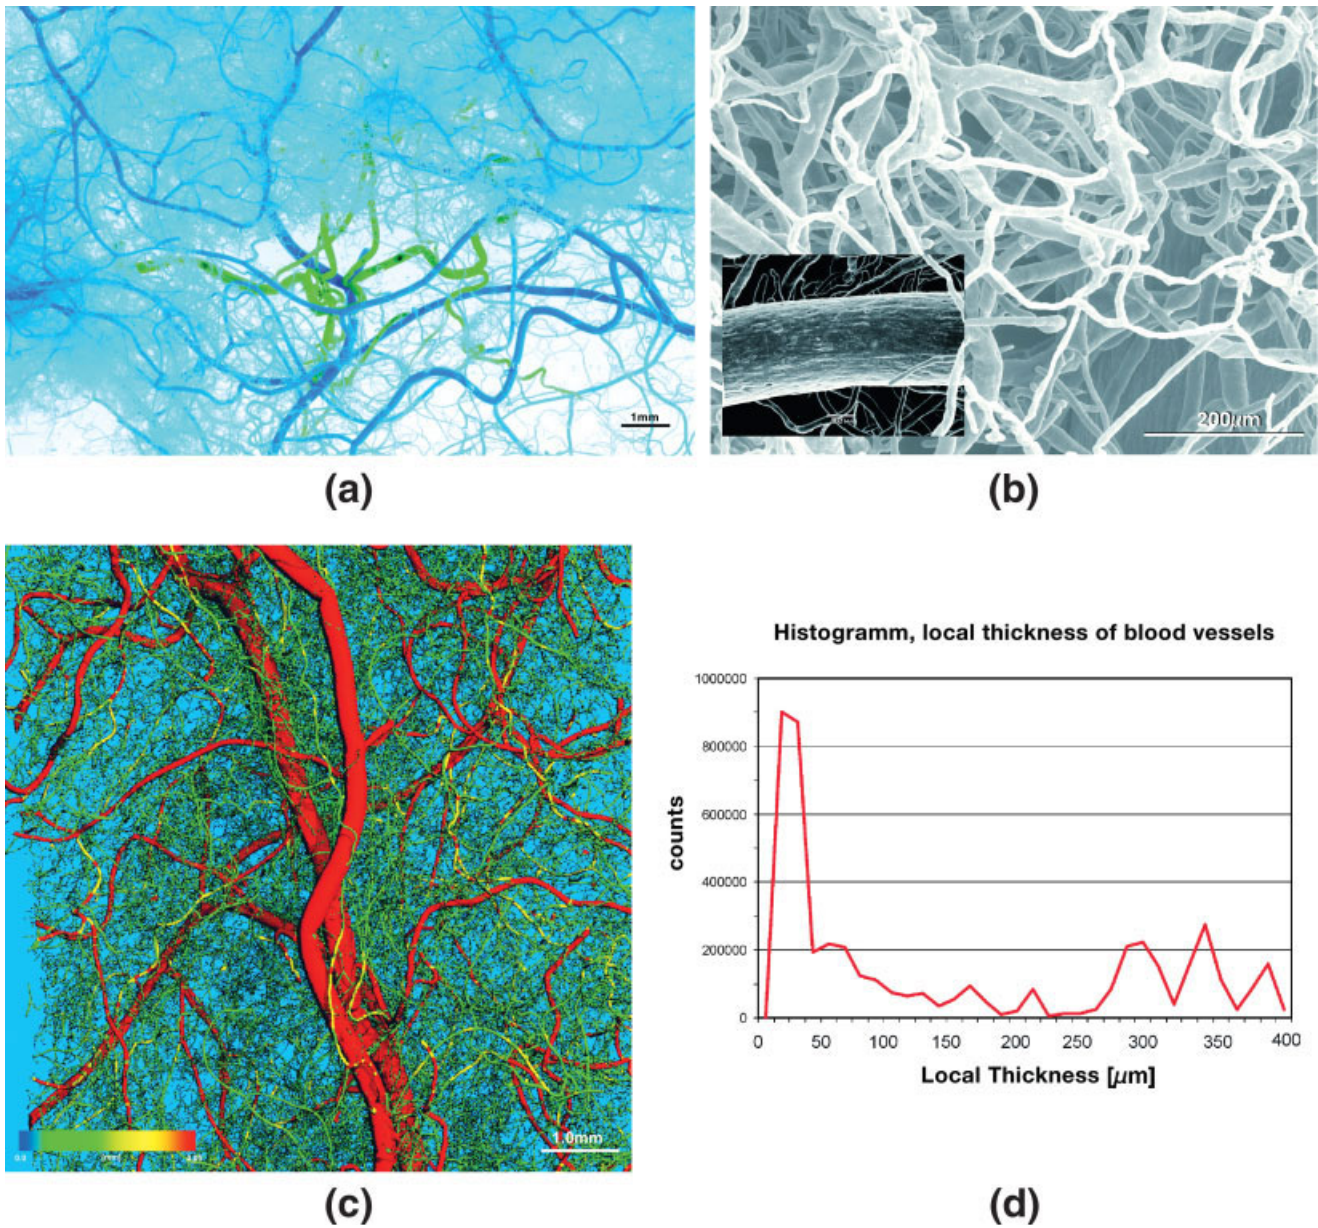 1mm
200µm
(a)
(b)
1.0mm
(c)
Histogramm, local thickness of blood vessels
1000000
800000
600000
400000
200000
0
counts
0 50 100 150 200 250 300 350 400
Local Thickness [µm]
(d)